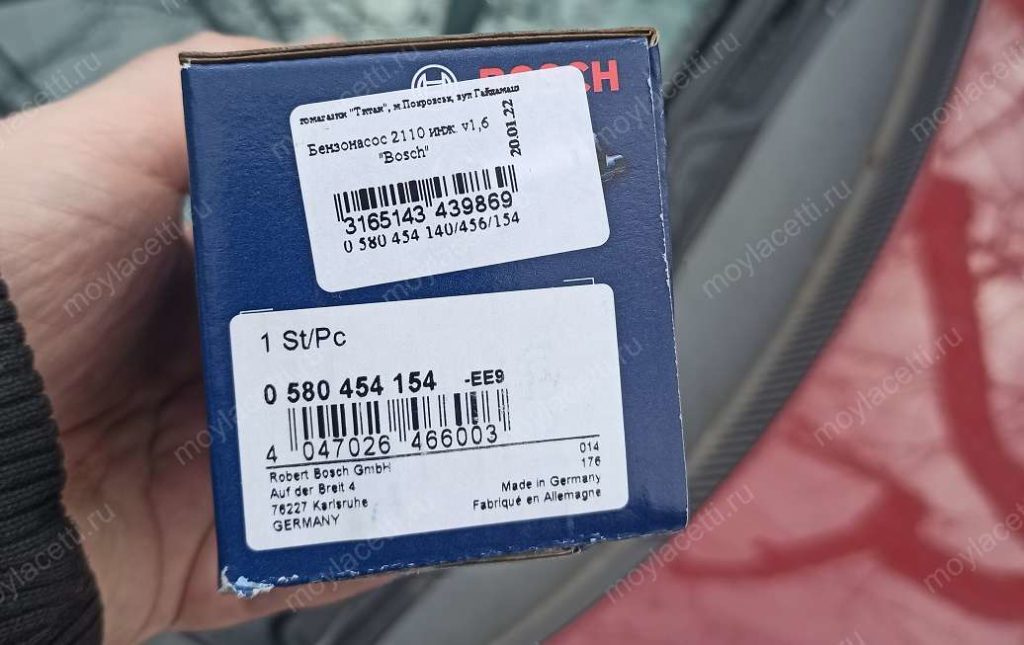 BOSCH
томагазин "Титан", м.Покровськ, вул Гайдамаць
20.01.22
Бензонасос 2110 инж. v1,6
"Bosch"
3165143 439869
0 580 454 140/456/154
1 St/Pc
0 580 454 154 -EE9
4 047026 466003
014
176
Robert Bosch GmbH
Auf der Breit 4
76227 Karlsruhe
GERMANY
Made in Germany
Fabriqué en Allemagne
moylacetti.ru